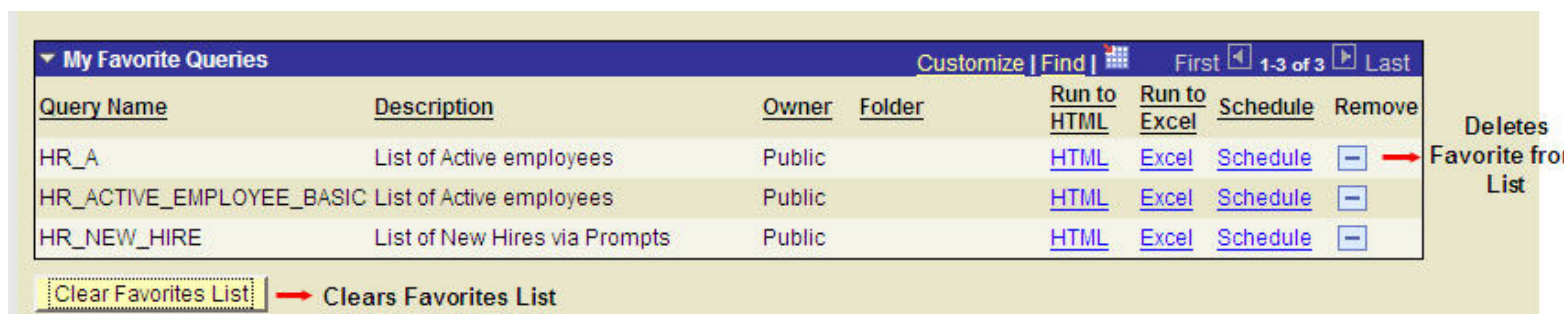 My Favorite Queries Customize | Find | First 1-3 of 3 Last
Query Name Description Owner Folder Run to HTML Run to Excel Schedule Remove
HR_A List of Active employees Public HTML Excel Schedule
HR_ACTIVE_EMPLOYEE_BASIC List of Active employees Public HTML Excel Schedule
HR_NEW_HIRE List of New Hires via Prompts Public HTML Excel Schedule
Deletes
Favorite
List
Clear Favorites List Clears Favorites List